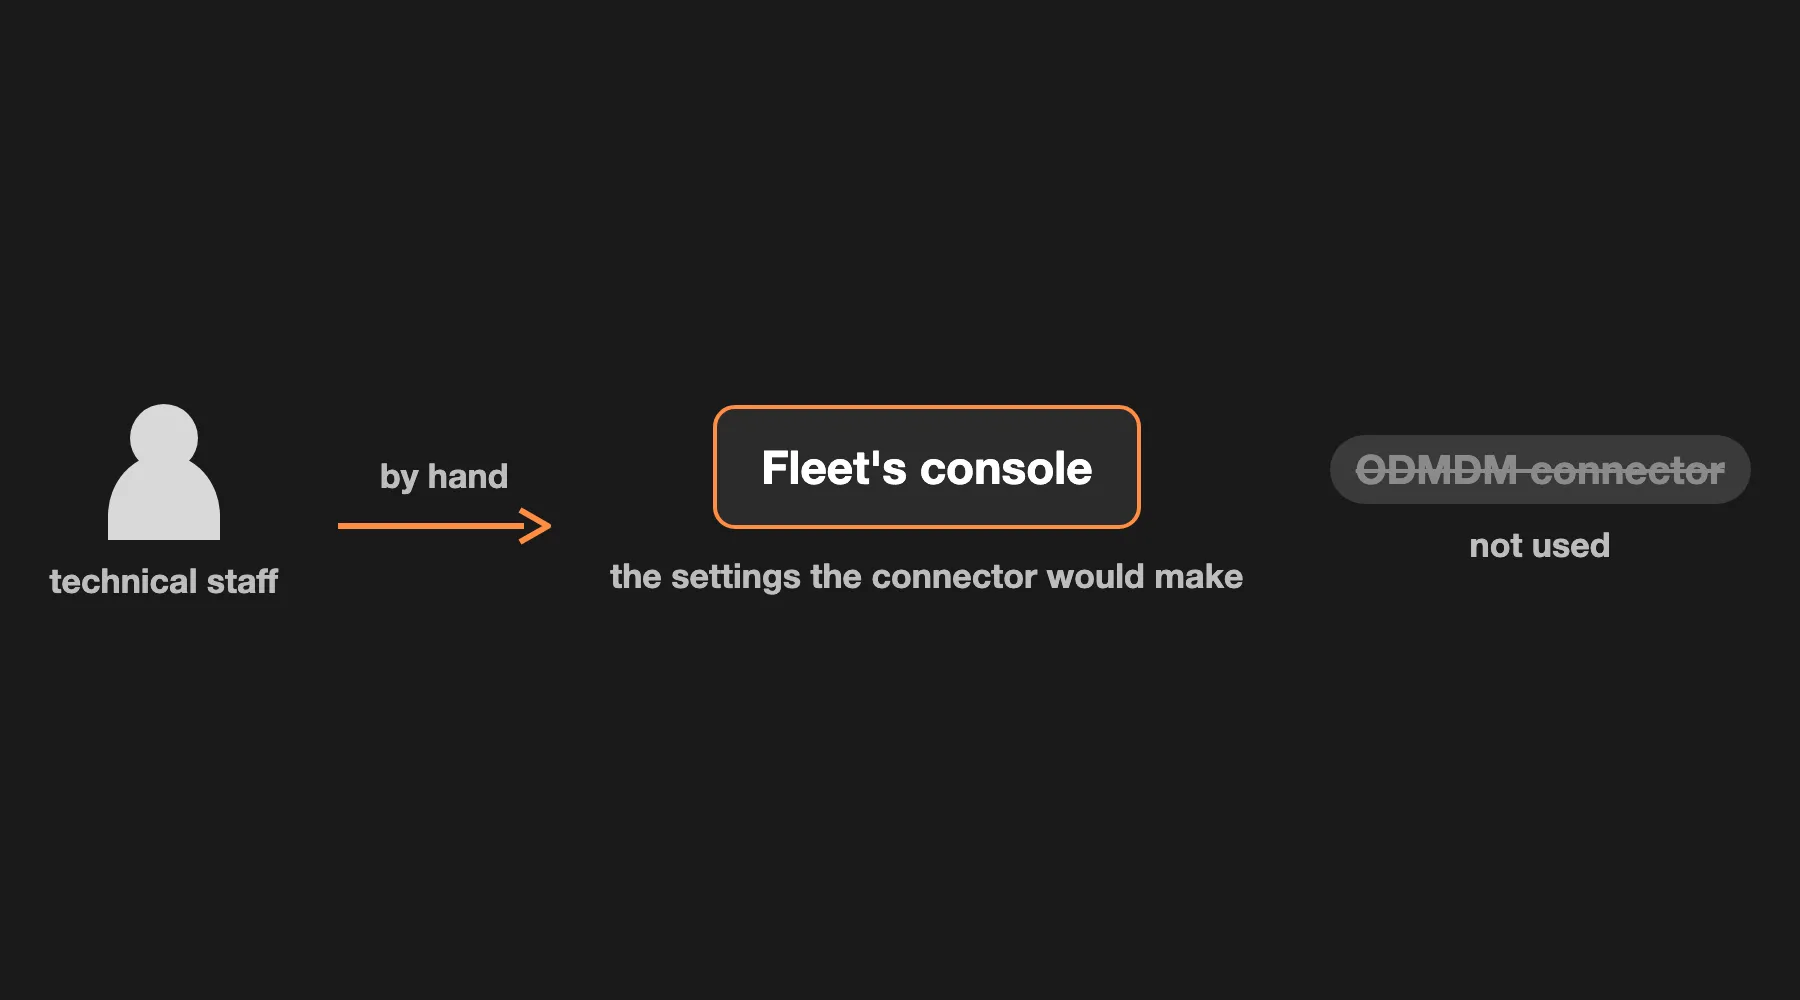 technical staff
by hand
Fleet's console
the settings the connector would make
ODMDM connector
not used